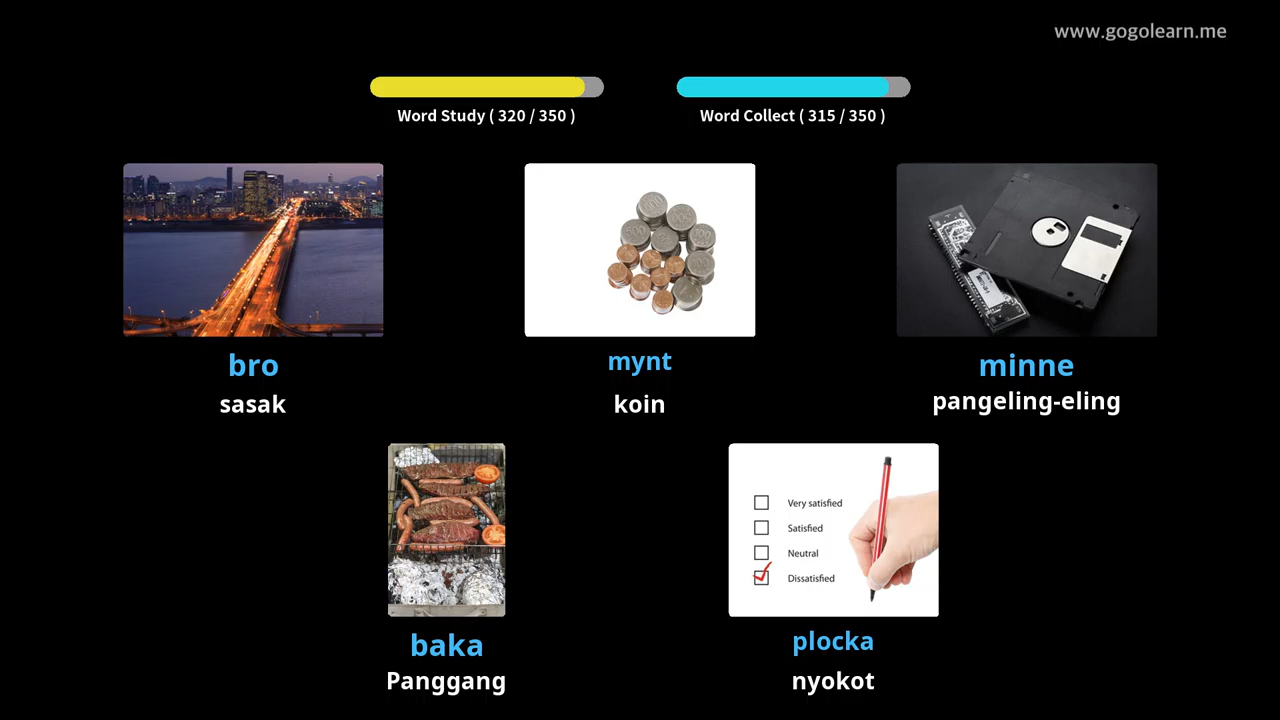 www.gogolearn.me
Word Study ( 320 / 350 )
Word Collect ( 315 / 350 )
bro
sasak
mynt
koin
minne
pangeling-eling
baka
Panggang
Very satisfied
Satisfied
Neutral
Dissatisfied
plocka
nyokot